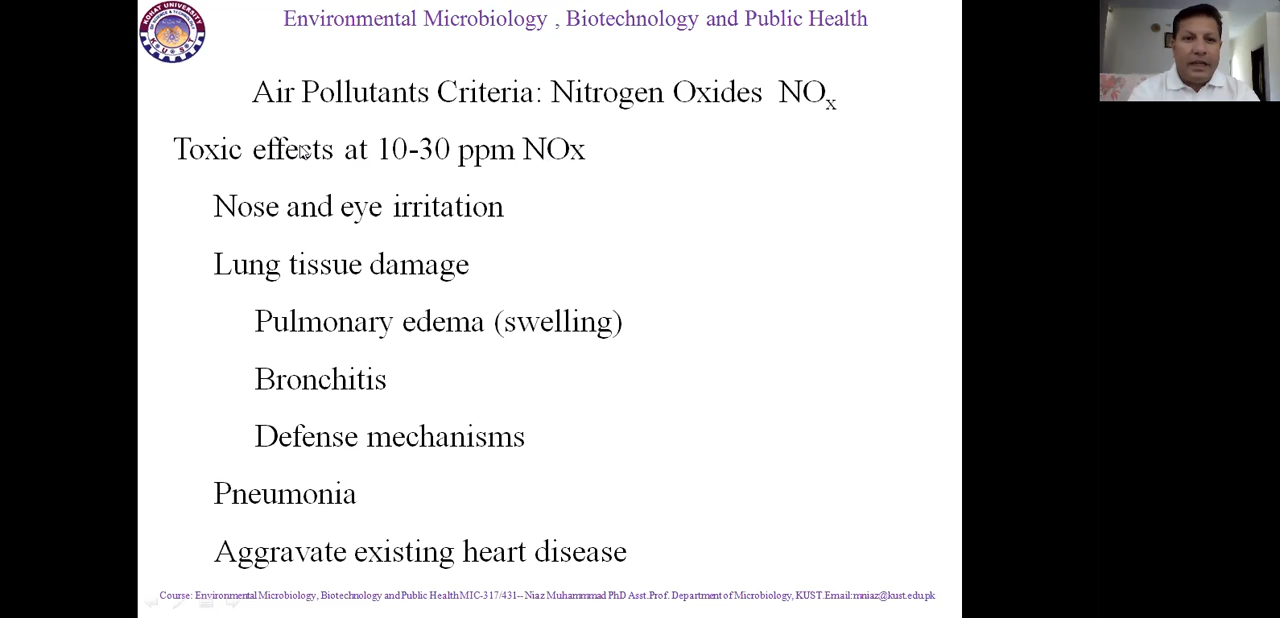 KOHAT UNIVERSITY
K U S T
Environmental Microbiology , Biotechnology and Public Health
Air Pollutants Criteria: Nitrogen Oxides NOx
Toxic effects at 10-30 ppm NOx
Nose and eye irritation
Lung tissue damage
Pulmonary edema (swelling)
Bronchitis
Defense mechanisms
Pneumonia
Aggravate existing heart disease
Course: Environmental Microbiology, Biotechnology and Public Health MIC-317/431-- Niaz Muhammmad PhD Asst.Prof. Department of Microbiology, KUST.Email:mniaz@kust.edu.pk